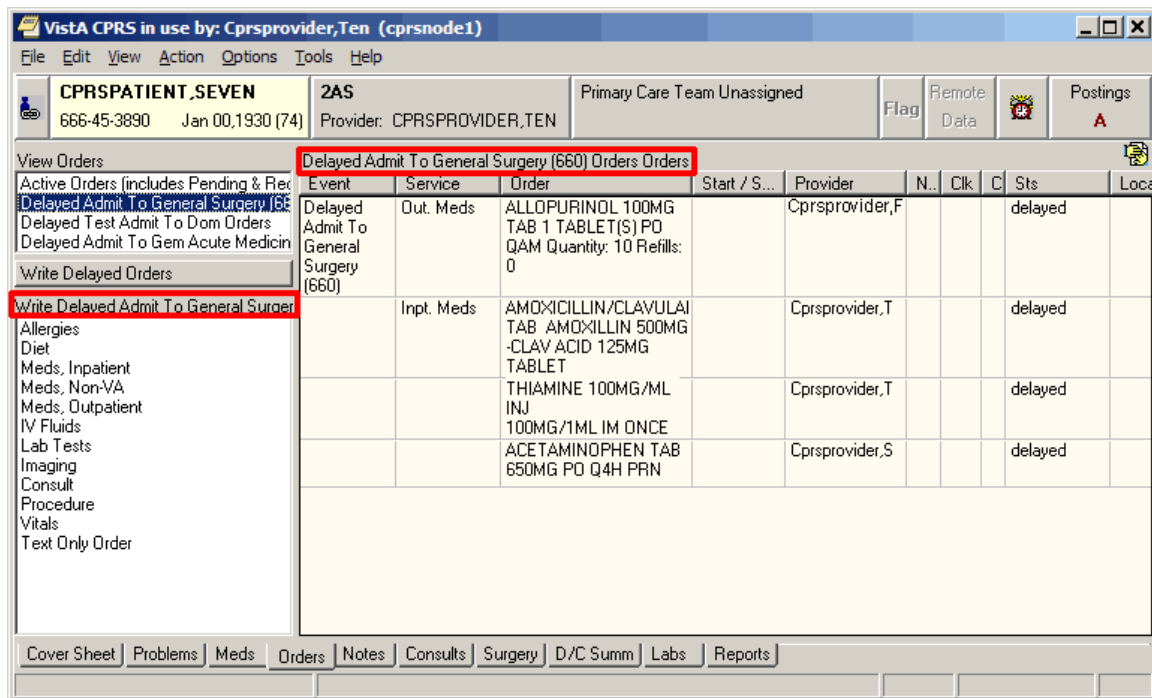 VistA CPRS in use by: Cprsprovider,Ten (cprsnode1)
File Edit View Action Options Tools Help
CPRSPATIENT,SEVEN
666-45-3890 Jan 00,1930 (74)
2AS
Provider: CPRSPROVIDER,TEN
Primary Care Team Unassigned
Flag
Remote
Data
Postings
A
View Orders
Active Orders (includes Pending & Rec
Delayed Admit To General Surgery (66
Delayed Test Admit To Dom Orders
Delayed Admit To Gem Acute Medicin
Write Delayed Orders
Write Delayed Admit To General Surger
Allergies
Diet
Meds, Inpatient
Meds, Non-VA
Meds, Outpatient
IV Fluids
Lab Tests
Imaging
Consult
Procedure
Vitals
Text Only Order
Delayed Admit To General Surgery (660) Orders Orders
Event Service Order Start / S... Provider N.. Clk C Sts Loca
Delayed
Admit To
General
Surgery
(660)
Out. Meds
ALLOPURINOL 100MG
TAB 1 TABLET(S) PO
QAM Quantity: 10 Refills:
0
Cprsprovider,F
delayed
Inpt. Meds
AMOXICILLIN/CLAVULAI
TAB AMOXILLIN 500MG
-CLAV ACID 125MG
TABLET
Cprsprovider,T
delayed
THIAMINE 100MG/ML
INJ
100MG/1ML IM ONCE
Cprsprovider,T
delayed
ACETAMINOPHEN TAB
650MG PO Q4H PRN
Cprsprovider,S
delayed
Cover Sheet Problems Meds Orders Notes Consults Surgery D/C Summ Labs Reports